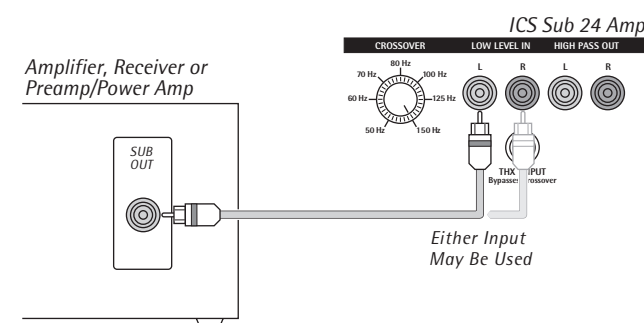 ICS Sub 24 Amp
CROSSOVER LOW LEVEL IN HIGH PASS OUT
Amplifier, Receiver or
Preamp/Power Amp
80 Hz
70 Hz 100 Hz
60 Hz 125 Hz
50 Hz 150 Hz
L R L R
SUB
OUT
THX PUT
Bypasses rossover
Either Input
May Be Used